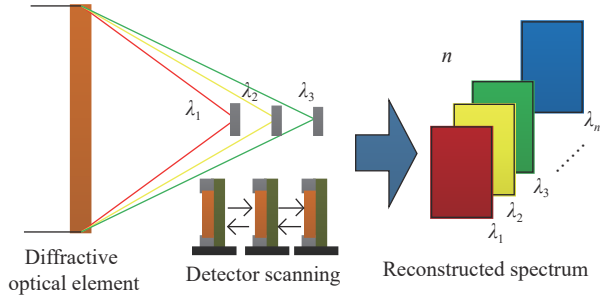 n
λ1
λ2
λ3
λn
λ3
λ2
λ1
Diffractive
optical element
Detector scanning
Reconstructed spectrum